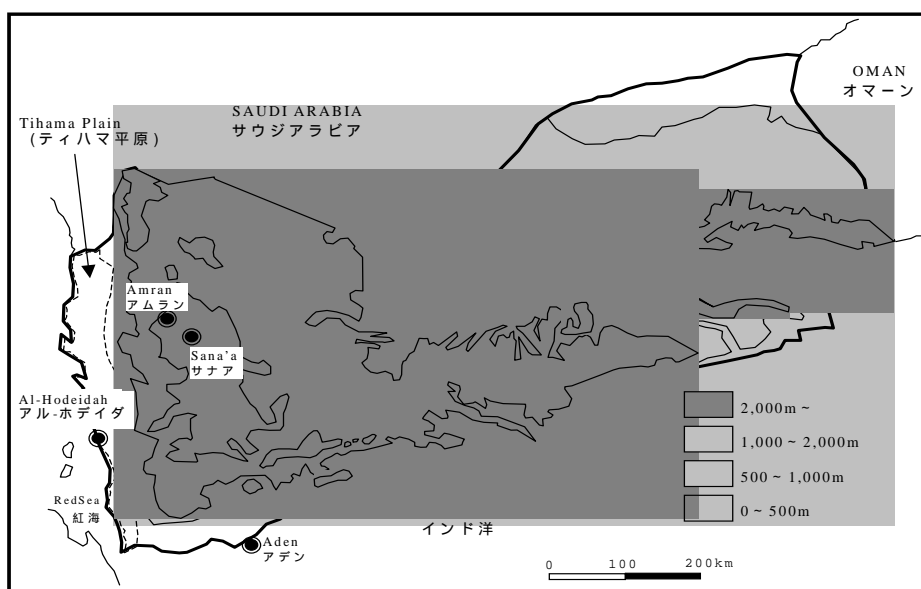 OMAN
オマーン
SAUDI ARABIA
サウジアラビア
Tihama Plain
(ティハマ平原)
Amran
アムラン
Sana'a
サナア
Al-Hodeidah
アル-ホデイダ
2,000m ~
1,000 ~ 2,000m
500 ~ 1,000m
0 ~ 500m
RedSea
紅海
インド洋
Aden
アデン
0 100 200km